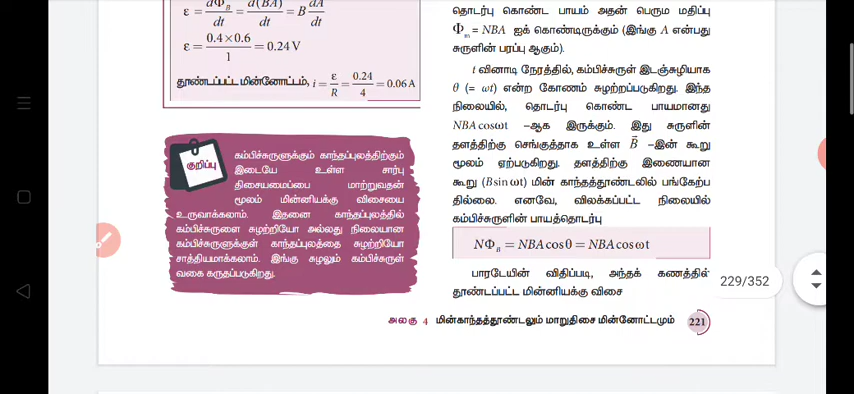 ε = dΦ_B/dt = d(BA)/dt = B dA/dt
ε = 0.4×0.6/1 = 0.24 V
தூண்டப்பட்ட மின்னோட்டம், i = ε/R = 0.24/4 = 0.06 A
குறிப்பு
கம்பிச்சுருளுக்கும் காந்தப்புலத்திற்கும்
இடையே உள்ள சார்பு
திசையமைப்பை மாற்றுவதன்
மூலம் மின்னியக்கு விசையை
உருவாக்கலாம். இதனை காந்தப்புலத்தில்
கம்பிச்சுருளை சுழற்றியோ அல்லது நிலையான
கம்பிச்சுருளுக்குள் காந்தப்புலத்தை சுழற்றியோ
சாத்தியமாக்கலாம். இங்கு சுழலும் கம்பிச்சுருள்
வகை கருதப்படுகிறது.
தொடர்பு கொண்ட பாயம் அதன் பெரும மதிப்பு
Φ_m = NBA ஐக் கொண்டிருக்கும் (இங்கு A என்பது
சுருளின் பரப்பு ஆகும்).
t வினாடி நேரத்தில், கம்பிச்சுருள் இடஞ்சுழியாக
θ (= ωt) என்ற கோணம் சுழற்றப்படுகிறது. இந்த
நிலையில், தொடர்பு கொண்ட பாயமானது
NBA cosωt –ஆக இருக்கும். இது சுருளின்
தளத்திற்கு செங்குத்தாக உள்ள B⃗ –இன் கூறு
மூலம் ஏற்படுகிறது. தளத்திற்கு இணையான
கூறு (B sin ωt) மின் காந்தத்தூண்டலில் பங்கேற்ப
தில்லை. எனவே, விலக்கப்பட்ட நிலையில்
கம்பிச்சுருளின் பாயத்தொடர்பு
NΦ_B = NBA cos θ = NBA cos ωt
பாரடேயின் விதிப்படி, அந்தக் கணத்தில்
தூண்டப்பட்ட மின்னியக்கு விசை
229/352
அலகு 4 மின்காந்தத்தூண்டலும் மாறுதிசை மின்னோட்டமும் 221